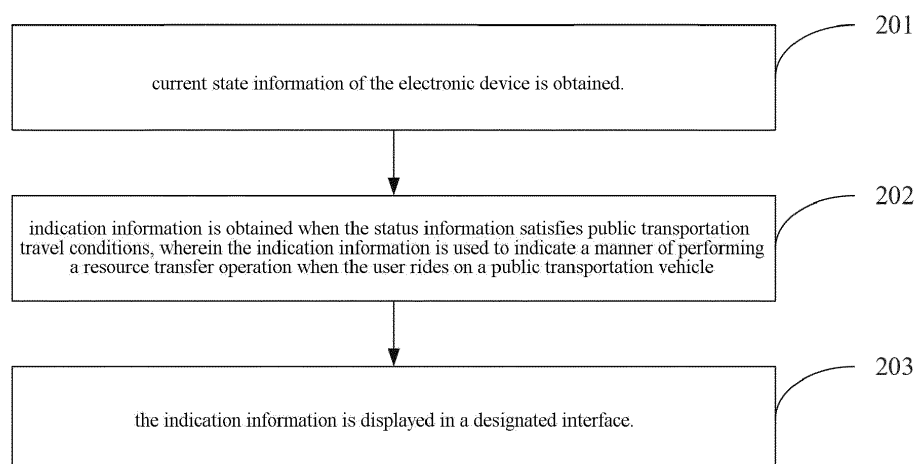 201
current state information of the electronic device is obtained.
202
indication information is obtained when the status information satisfies public transportation
travel conditions, wherein the indication information is used to indicate a manner of performing
a resource transfer operation when the user rides on a public transportation vehicle
203
the indication information is displayed in a designated interface.